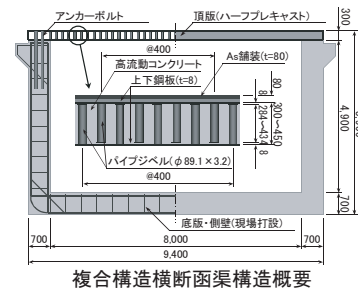 アンカーボルト
頂版(ハーフプレキャスト)
300
@400
As舗装(t=80)
高流動コンクリート
上下鋼板(t=8)
80
8
300~450
284~434
8
4,900
パイプジベル(φ89.1×3.2)
@400
底版・側壁(現場打設)
700
700
8,000
700
9,400
複合構造横断函渠構造概要